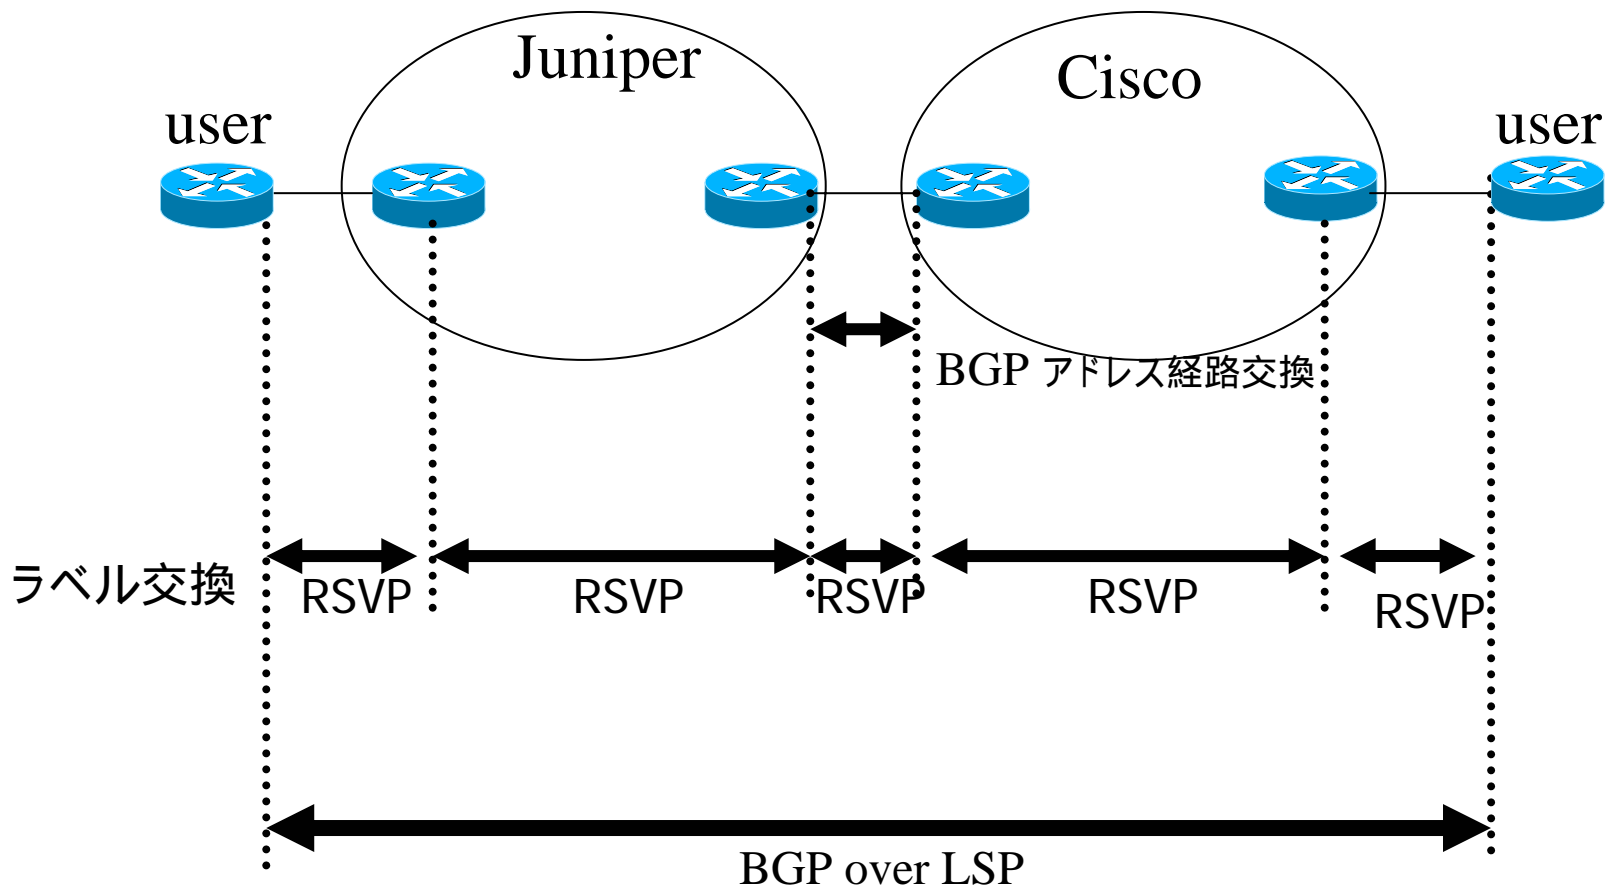 Juniper
Cisco
user
user
BGP アドレス経路交換
ラベル交換
RSVP
RSVP
RSVP
RSVP
RSVP
BGP over LSP